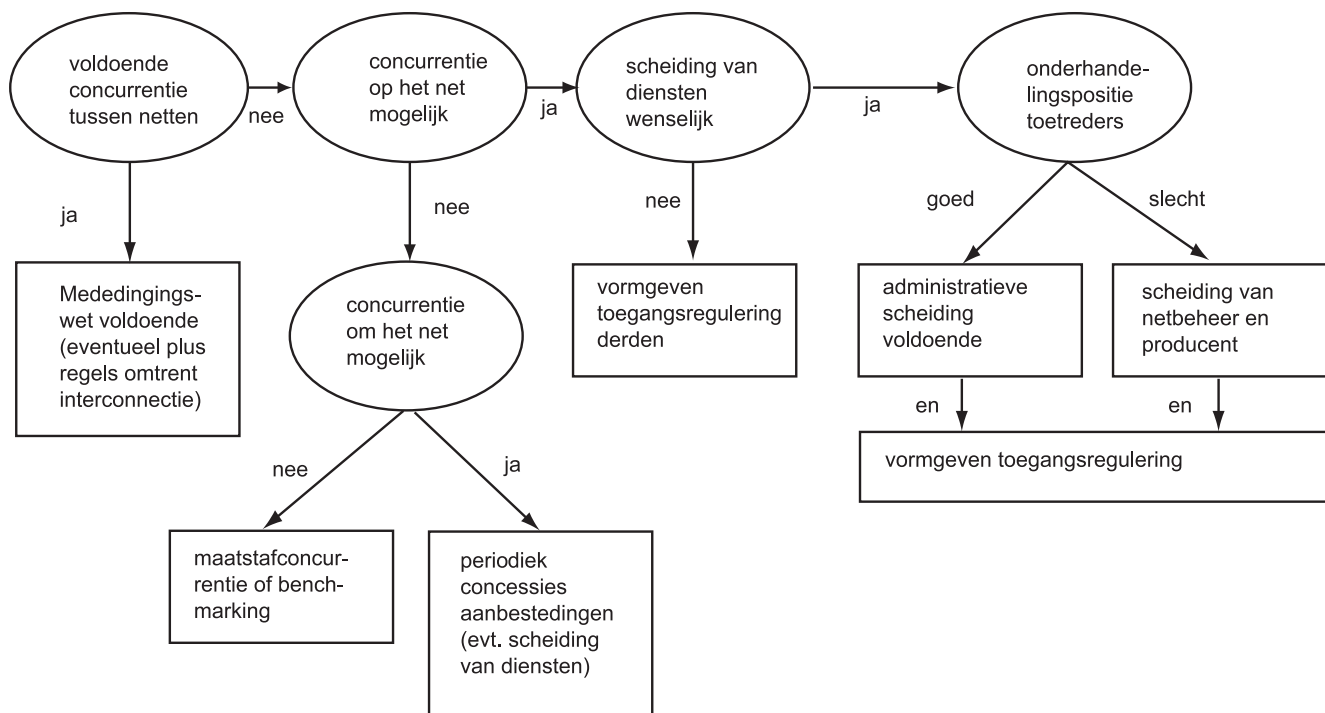 voldoende
concurrentie
tussen netten
nee
concurrentie
op het net
mogelijk
ja
scheiding van
diensten
wenselijk
ja
onderhande-
lingspositie
toetreders
ja
nee
nee
goed
slecht
Mededingings-
wet voldoende
(eventueel plus
regels omtrent
interconnectie)
concurrentie
om het net
mogelijk
vormgeven
toegangsregulering
derden
administratieve
scheiding
voldoende
scheiding van
netbeheer en
producent
en
en
vormgeven toegangsregulering
nee
ja
maatstafconcur-
rentie of bench-
marking
periodiek
concessies
aanbestedingen
(evt. scheiding
van diensten)